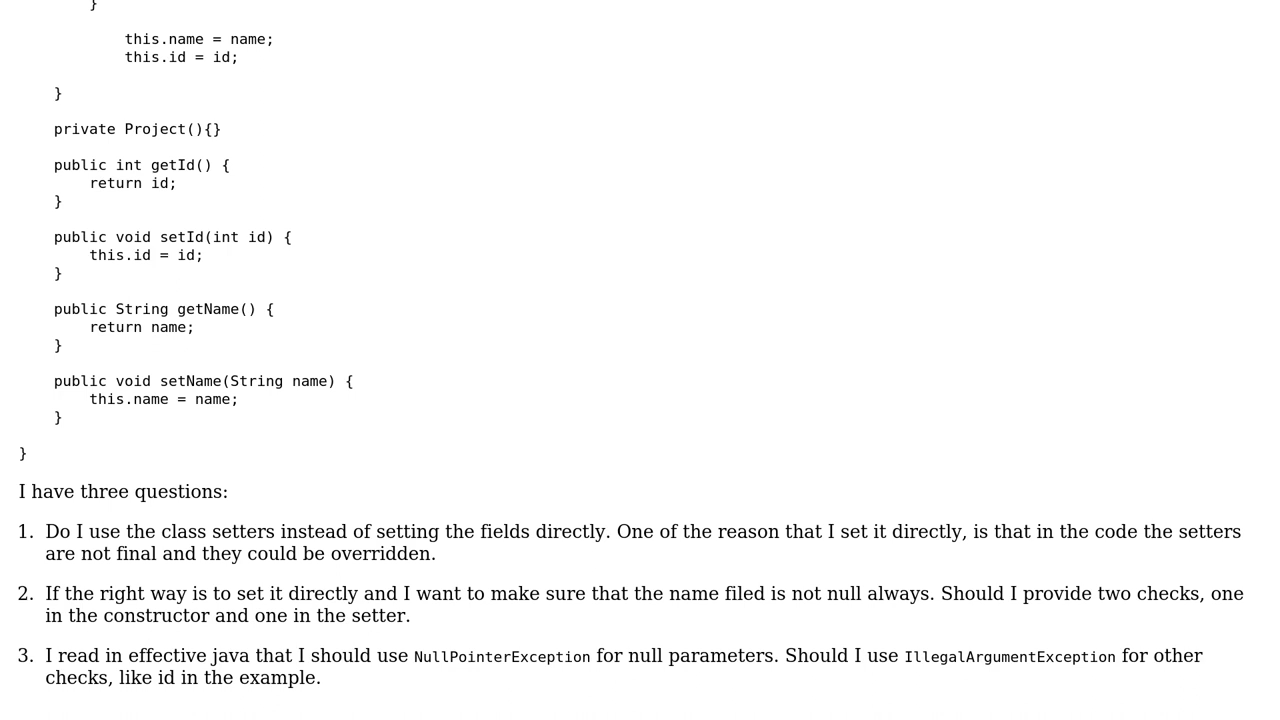 }
this.name = name;
this.id = id;
}
private Project(){}
public int getId() {
return id;
}
public void setId(int id) {
this.id = id;
}
public String getName() {
return name;
}
public void setName(String name) {
this.name = name;
}
}
I have three questions:
1. Do I use the class setters instead of setting the fields directly. One of the reason that I set it directly, is that in the code the setters
are not final and they could be overridden.
2. If the right way is to set it directly and I want to make sure that the name filed is not null always. Should I provide two checks, one
in the constructor and one in the setter.
3. I read in effective java that I should use NullPointerException for null parameters. Should I use IllegalArgumentException for other
checks, like id in the example.